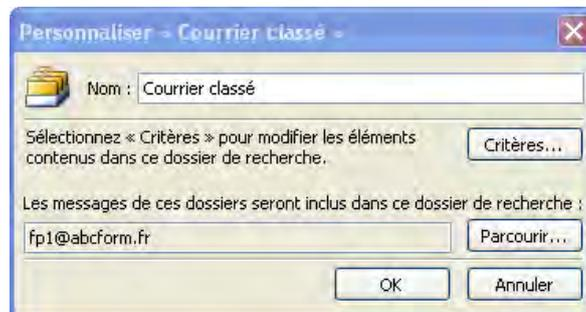 Personnaliser « Courrier classé »
Nom : Courrier classé
Sélectionnez « Critères » pour modifier les éléments
contenus dans ce dossier de recherche.
Critères...
Les messages de ces dossiers seront inclus dans ce dossier de recherche :
fp1@abcform.fr
Parcourir...
OK
Annuler